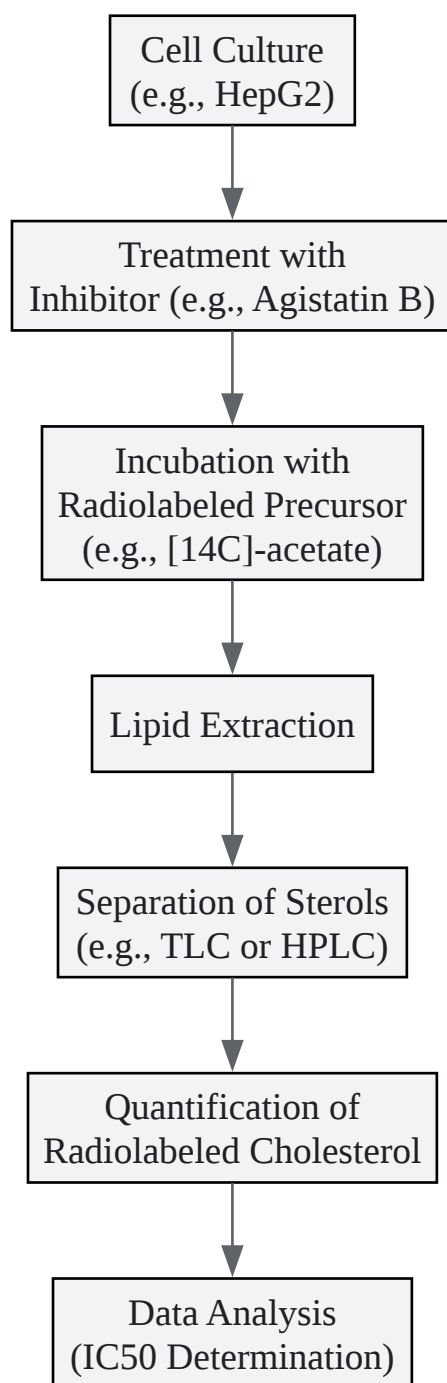 Cell Culture
(e.g., HepG2)
Treatment with
Inhibitor (e.g., Agistatin B)
Incubation with
Radiolabeled Precursor
(e.g., [14C]-acetate)
Lipid Extraction
Separation of Sterols
(e.g., TLC or HPLC)
Quantification of
Radiolabeled Cholesterol
Data Analysis
(IC50 Determination)